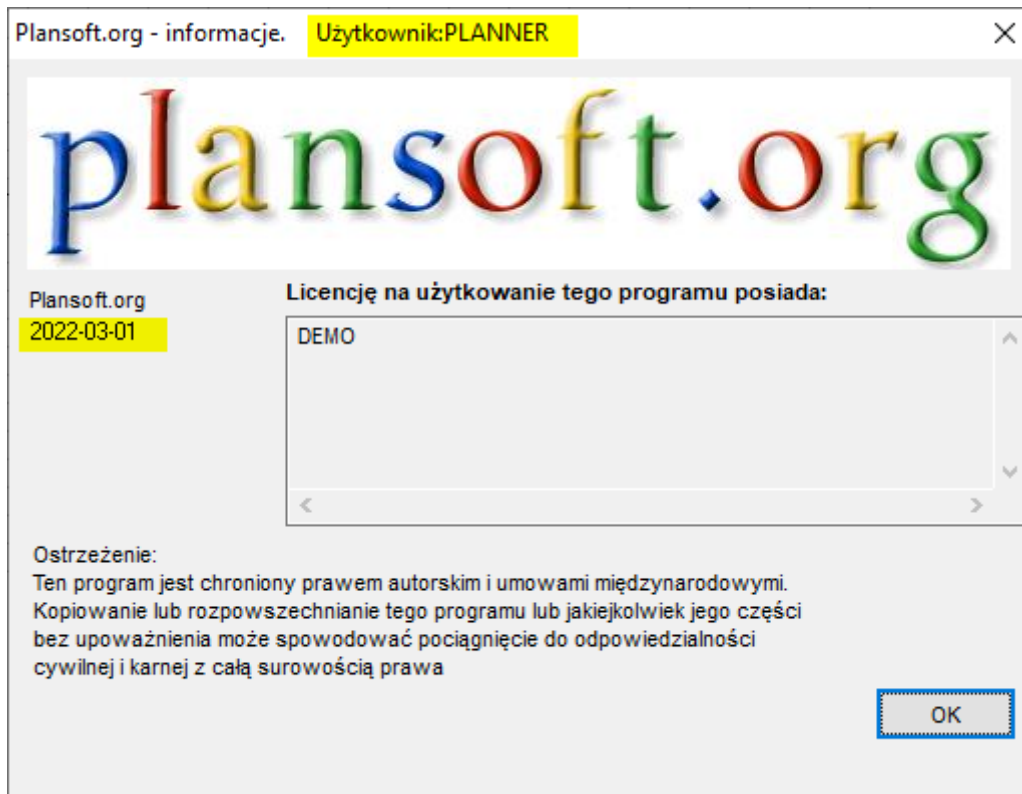 Plansoft.org - informacje. Użytkownik:PLANNER
plansoft.org
Plansoft.org
2022-03-01
Licencję na użytkowanie tego programu posiada:
DEMO
Ostrzeżenie:
Ten program jest chroniony prawem autorskim i umowami międzynarodowymi.
Kopiowanie lub rozpowszechnianie tego programu lub jakiejkolwiek jego części
bez upoważnienia może spowodować pociągnięcie do odpowiedzialności
cywilnej i karnej z całą surowością prawa
OK